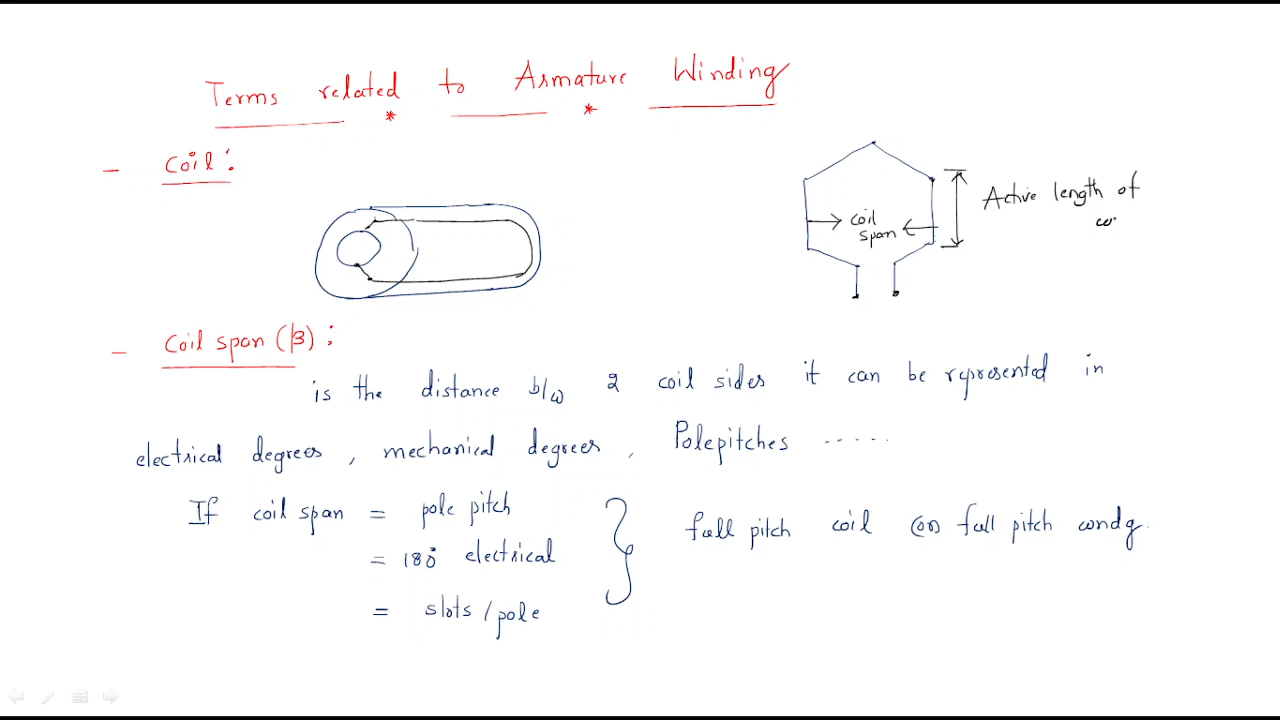 Terms related to Armature Winding
- Coil :
coil
span
Active length of
co
- Coil span (β) :
is the distance b/w 2 coil sides it can be represented in
electrical degrees , mechanical degrees , Polepitches ......
If coil span = pole pitch
= 180° electrical
= slots / pole
full pitch coil (or) full pitch wndg.